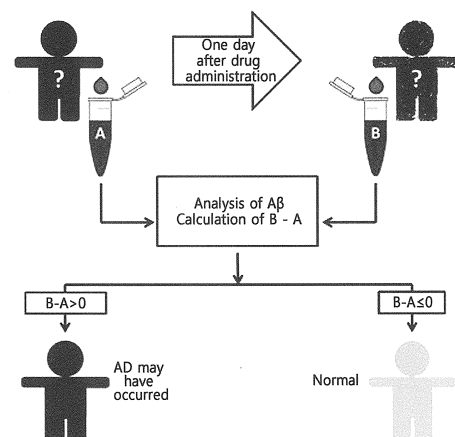 ?
One day
after drug
administration
?
A
B
Analysis of Aβ
Calculation of B - A
B-A>0
B-A≤0
AD may
have
occurred
Normal